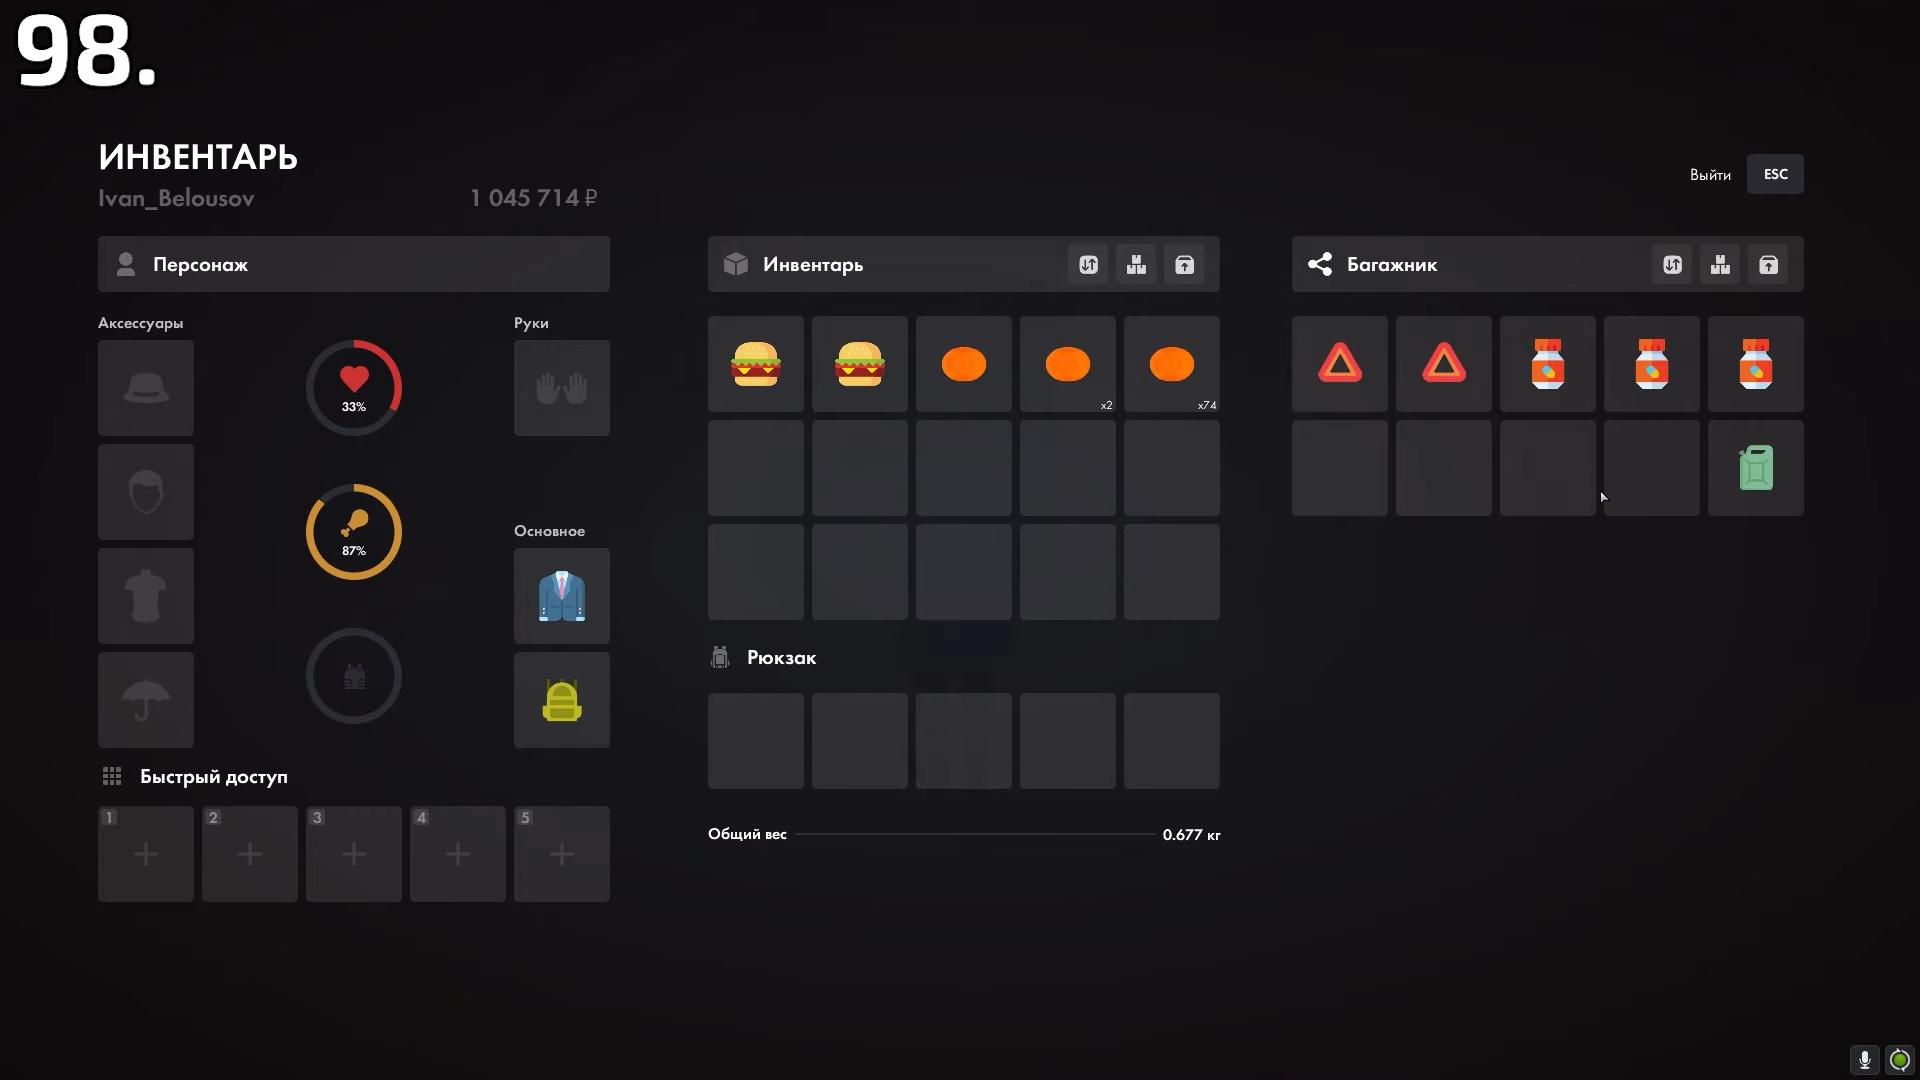 98.
ИНВЕНТАРЬ
Ivan_Belousov
1 045 714 ₽
Выйти
ESC
Персонаж
Инвентарь
Багажник
Аксессуары
Руки
33%
x2
x74
87%
Основное
Рюкзак
Быстрый доступ
1
2
3
4
5
Общий вес
0.677 кг